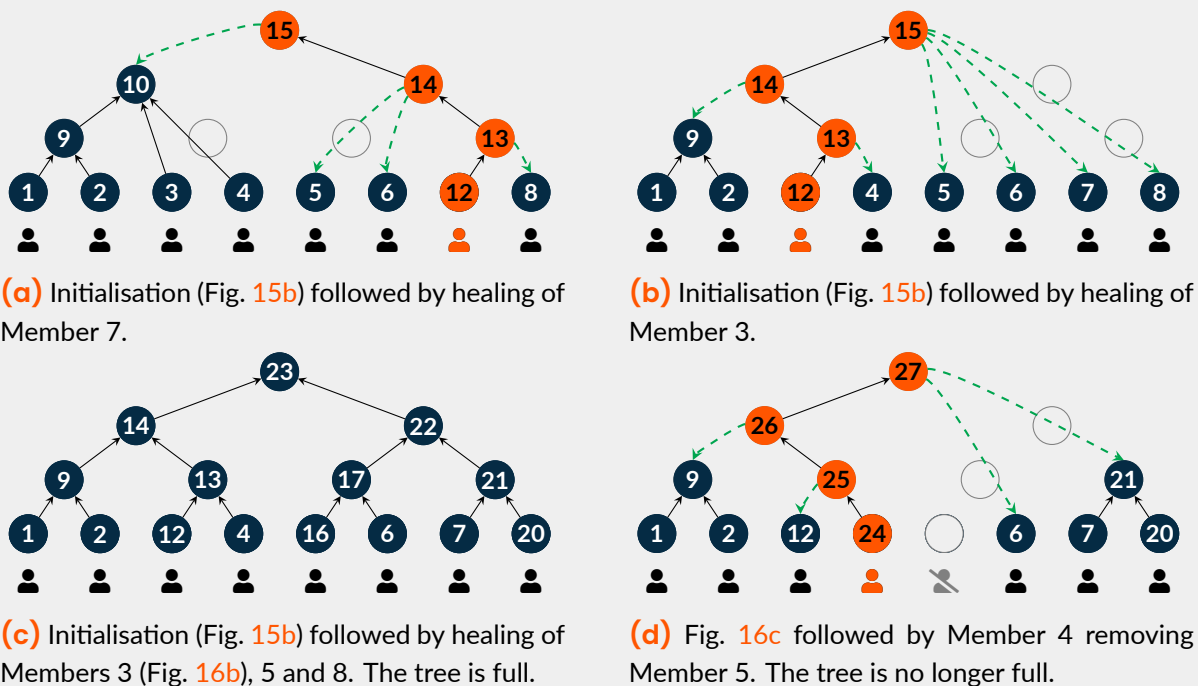 15
10
14
9
13
1 2 3 4 5 6 12 8
(a) Initialisation (Fig. 15b) followed by healing of
Member 7.
15
14
9
13
1 2 12 4 5 6 7 8
(b) Initialisation (Fig. 15b) followed by healing of
Member 3.
23
14 22
9 13 17 21
1 2 12 4 16 6 7 20
(c) Initialisation (Fig. 15b) followed by healing of
Members 3 (Fig. 16b), 5 and 8. The tree is full.
27
26
9 25 21
1 2 12 24 6 7 20
(d) Fig. 16c followed by Member 4 removing
Member 5. The tree is no longer full.